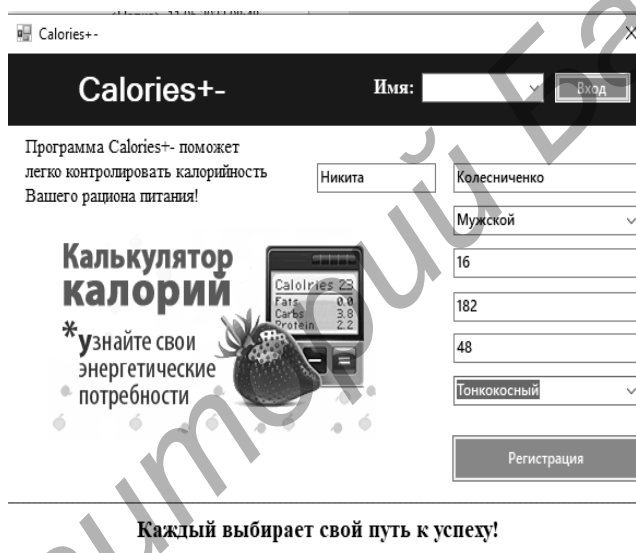 Calories+-
Calories+-
Имя:
Вход
Программа Calories+- поможет
легко контролировать калорийность
Вашего рациона питания!
Никита
Колесниченко
Мужской
16
182
48
Тонкокосный
Регистрация
Калькулятор
калорий
*узнайте свои
энергетические
потребности
Calolries 23
Fats 0.0
Carbs 3.8
Protein 2.2
Каждый выбирает свой путь к успеху!